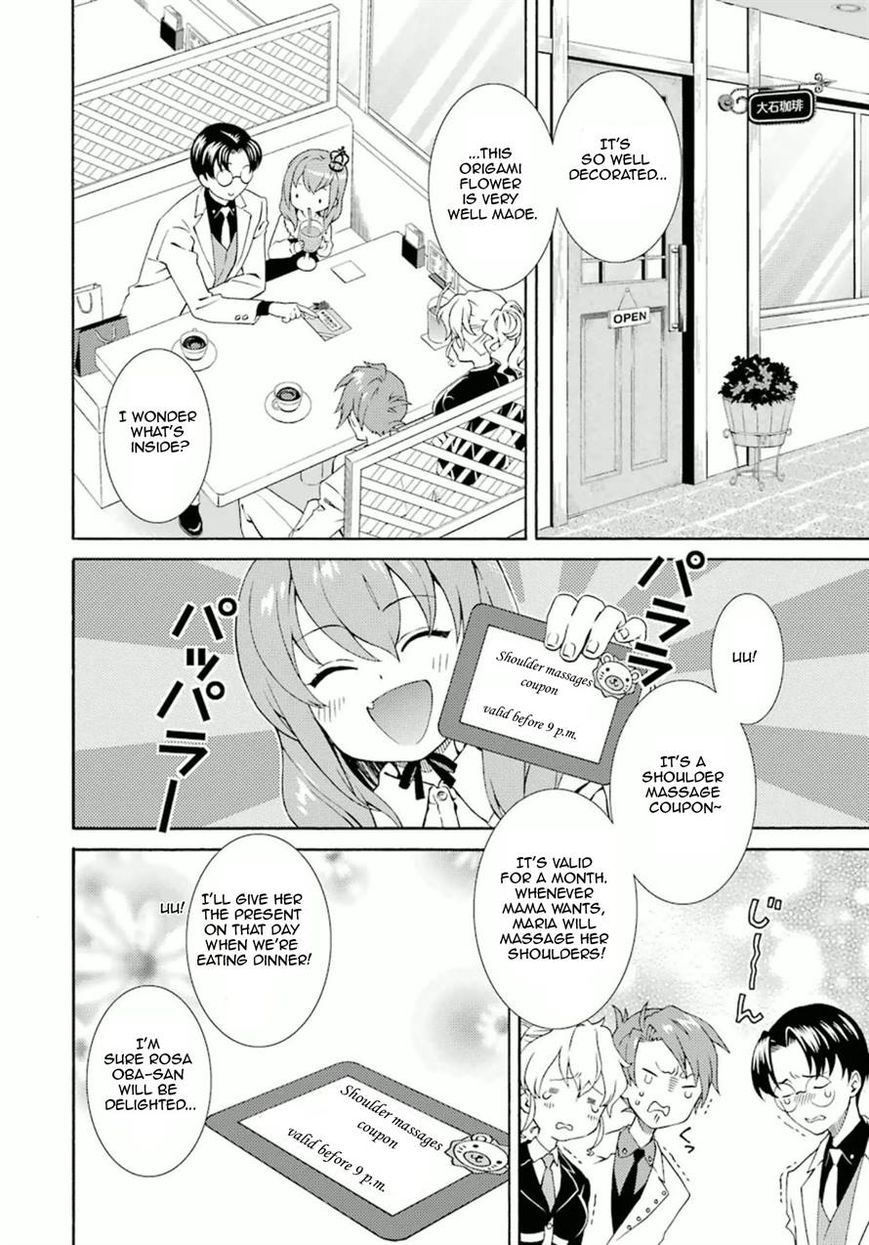 大石珈琲
IT'S
SO WELL
DECORATED...
OPEN
...THIS
ORIGAMI
FLOWER
IS VERY
WELL MADE.
I WONDER
WHAT'S
INSIDE?
パララ
パッパラー
UU!
Shoulder massages
coupon
valid before 9 p.m.
IT'S A
SHOULDER
MASSAGE
COUPON~
IT'S VALID
FOR A MONTH.
WHENEVER
MAMA WANTS,
MARIA WILL
MASSAGE HER
SHOULDERS!
じーん
くっ
UU!
I'LL GIVE HER
THE PRESENT
ON THAT DAY
WHEN WE'RE
EATING DINNER!
I'M
SURE ROSA
OBA-SAN
WILL BE
DELIGHTED...
Shoulder massages
coupon
valid before 9 p.m.